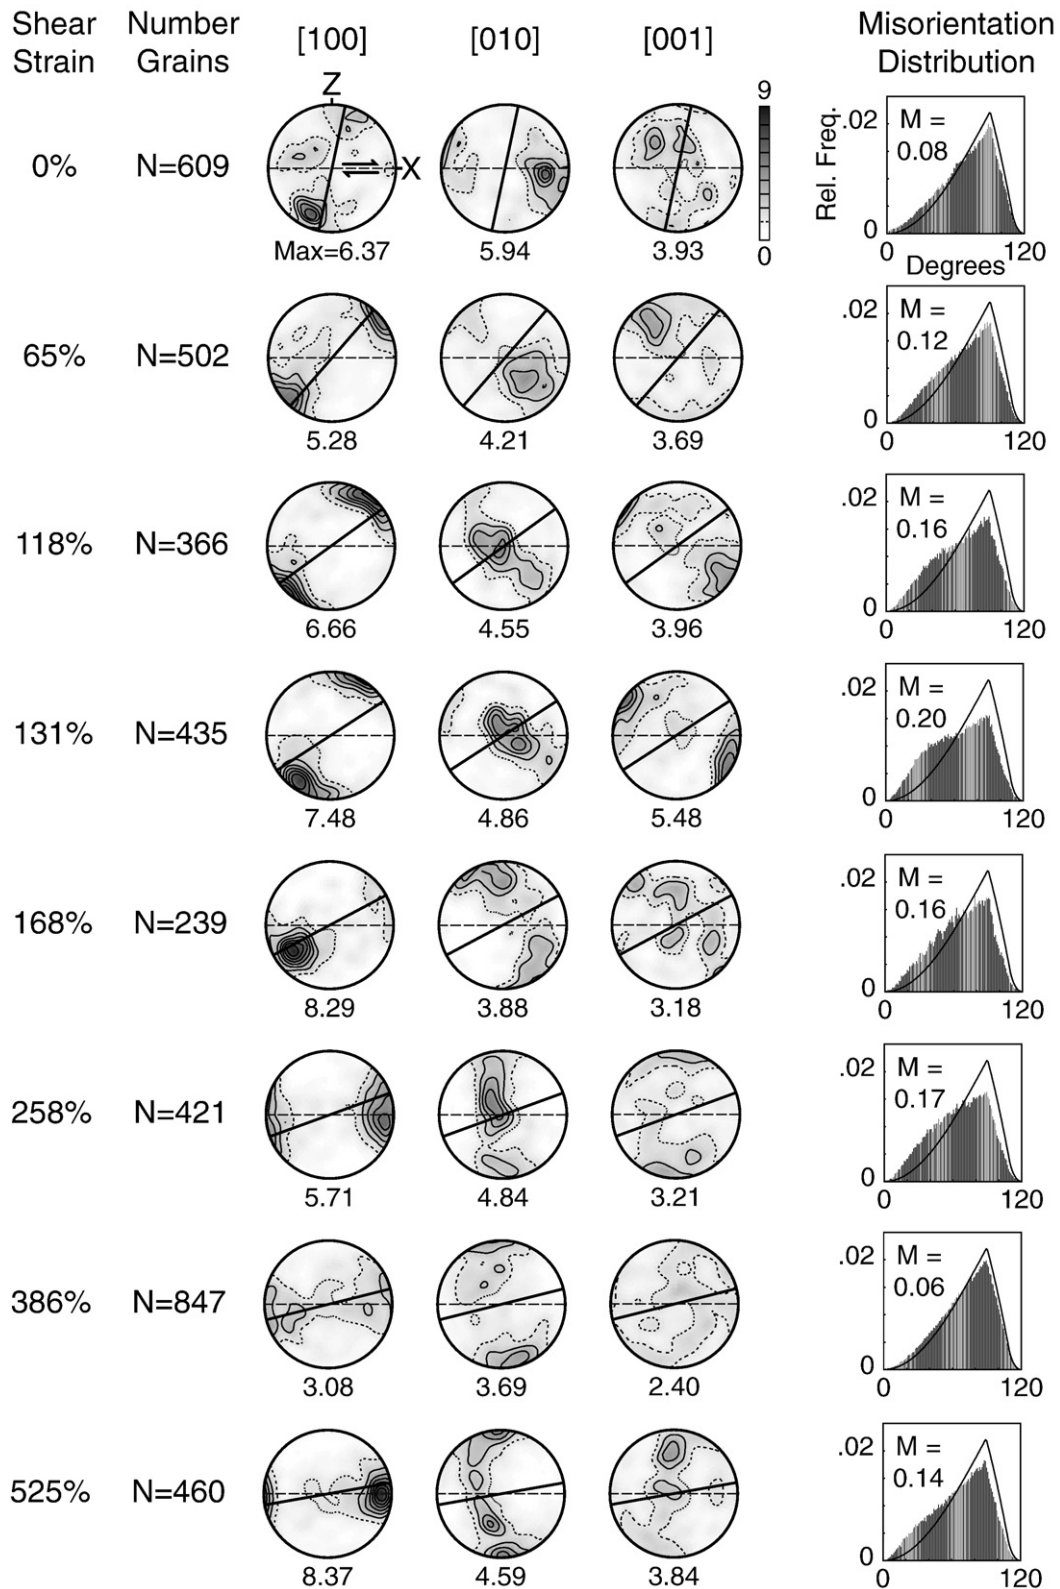 Shear Strain
Number Grains
[100]
[010]
[001]
Misorientation Distribution
Z
X
9
0
0%
N=609
Max=6.37
5.94
3.93
Rel. Freq.
.02
0
M = 0.08
0
120
Degrees
65%
N=502
5.28
4.21
3.69
.02
0
M = 0.12
0
120
118%
N=366
6.66
4.55
3.96
.02
0
M = 0.16
0
120
131%
N=435
7.48
4.86
5.48
.02
0
M = 0.20
0
120
168%
N=239
8.29
3.88
3.18
.02
0
M = 0.16
0
120
258%
N=421
5.71
4.84
3.21
.02
0
M = 0.17
0
120
386%
N=847
3.08
3.69
2.40
.02
0
M = 0.06
0
120
525%
N=460
8.37
4.59
3.84
.02
0
M = 0.14
0
120